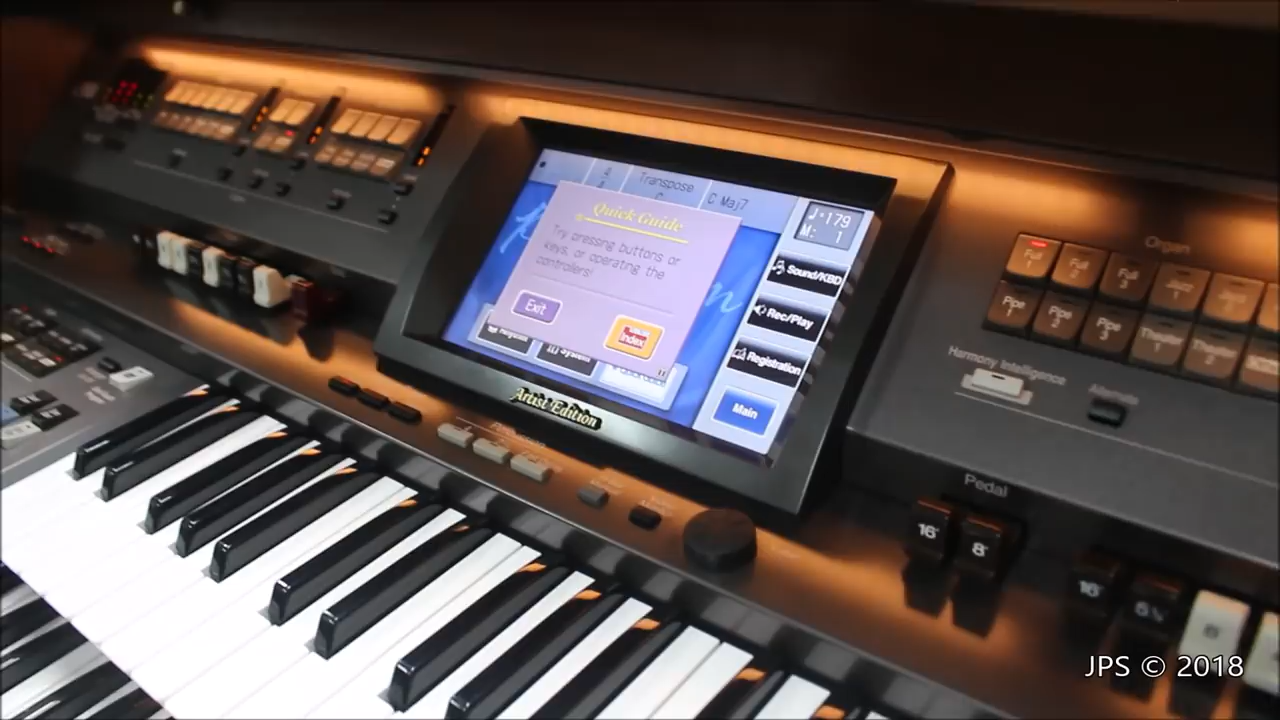 Transpose
C
C Maj7
♩=179
M: 1
Quick Guide
Try pressing buttons or
keys, or operating the
controllers!
Exit
Index
Sound/KBD
Rec/Play
Registration
Main
Artist Edition
Organ
Full 1
Full 2
Full 3
Jazz 1
Pipe 1
Pipe 2
Pipe 3
Theater 1
Theater 2
Harmony Intelligence
Pedal
16'
8'
16'
JPS © 2018